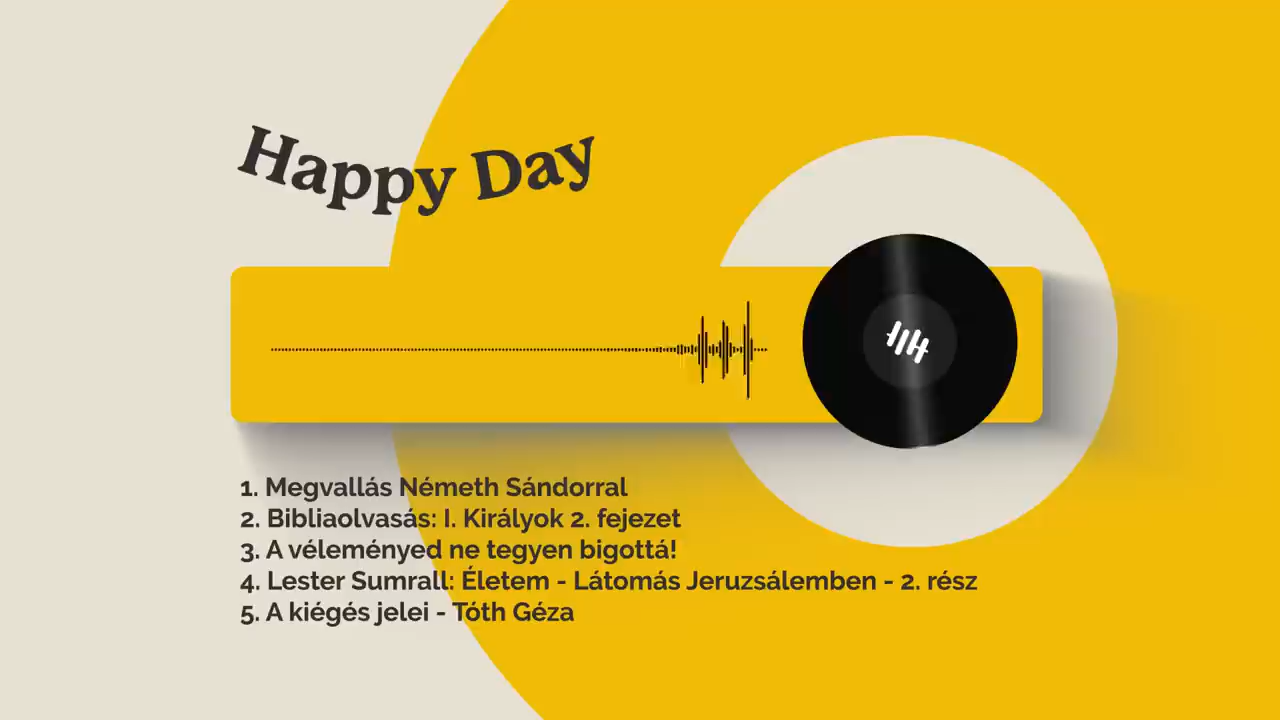 Happy Day
1. Megvallás Németh Sándorral
2. Bibliaolvasás: I. Királyok 2. fejezet
3. A véleményed ne tegyen bigottá!
4. Lester Sumrall: Életem - Látomás Jeruzsálemben - 2. rész
5. A kiégés jelei - Tóth Géza